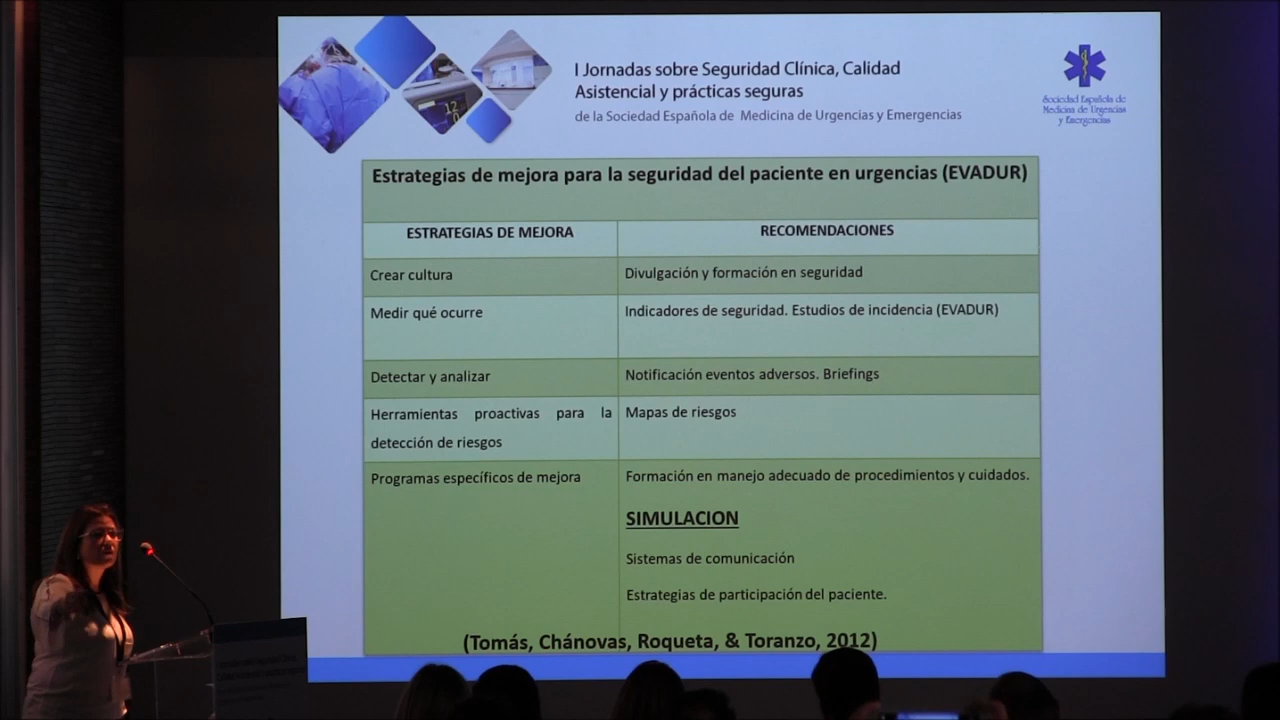 I Jornadas sobre Seguridad Clínica, Calidad
Asistencial y prácticas seguras
de la Sociedad Española de Medicina de Urgencias y Emergencias
Sociedad Española de
Medicina de Urgencias
y Emergencias
Estrategias de mejora para la seguridad del paciente en urgencias (EVADUR)
ESTRATEGIAS DE MEJORA
RECOMENDACIONES
Crear cultura
Divulgación y formación en seguridad
Medir qué ocurre
Indicadores de seguridad. Estudios de incidencia (EVADUR)
Detectar y analizar
Notificación eventos adversos. Briefings
Herramientas proactivas para la
detección de riesgos
Mapas de riesgos
Programas específicos de mejora
Formación en manejo adecuado de procedimientos y cuidados.
SIMULACION
Sistemas de comunicación
Estrategias de participación del paciente.
(Tomás, Chánovas, Roqueta, & Toranzo, 2012)